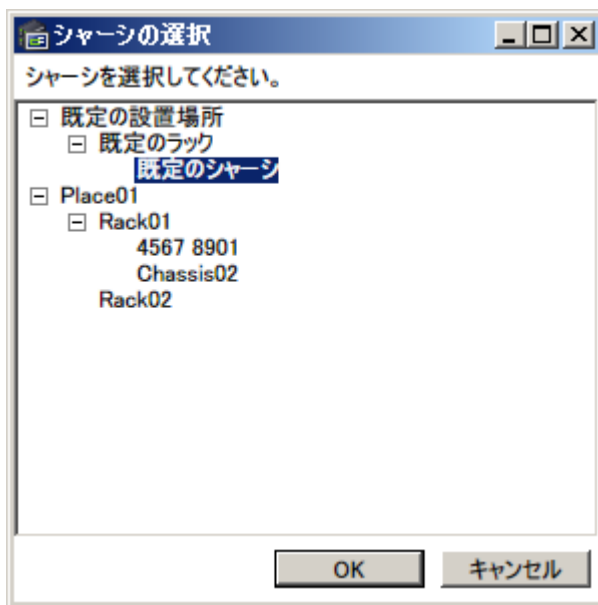 シャーシの選択
シャーシを選択してください。
既定の設置場所
既定のラック
既定のシャーシ
Place01
Rack01
4567 8901
Chassis02
Rack02
OK
キャンセル